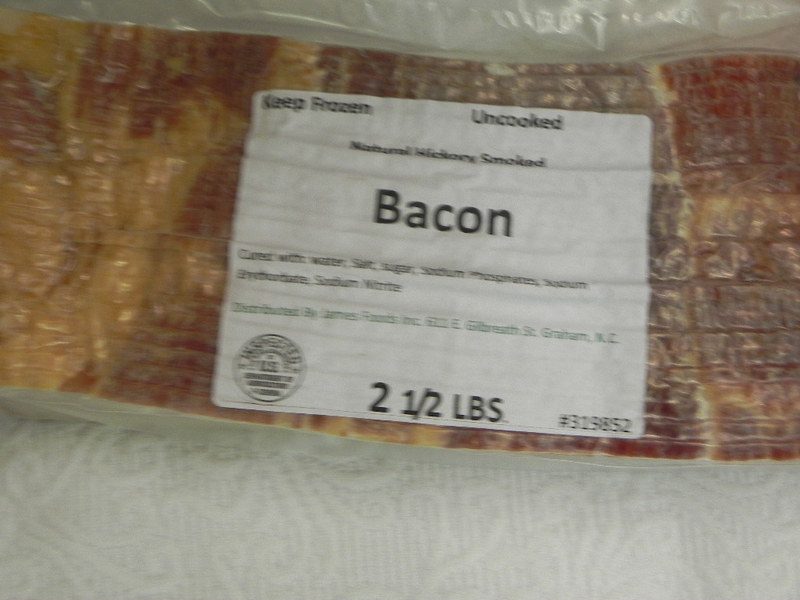 Keep Frozen Uncooked
Natural Hickory Smoked
Bacon
Cured with water, Salt, sugar, Sodium Phosphates, Sodium
Erythorbate, Sodium Nitrite
Distributed By James Foods Inc. 611 E. Gilbreath St. Graham, N.C.
U.S.
2 1/2 LBS.
#313852